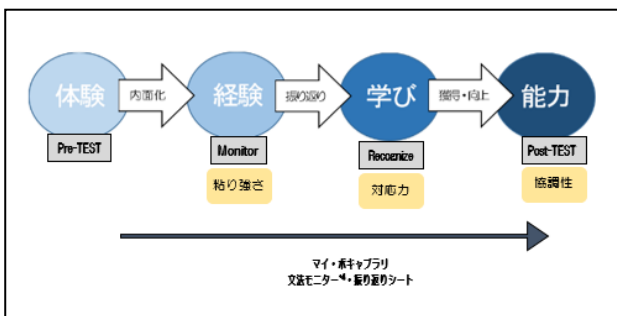 体験
内面化
経験
振り返り
学び
獲得・向上
能力
Pre-TEST
Monitor
Recognize
Post-TEST
粘り強さ
対応力
協調性
マイ・ボキャブラリ
文法モニター*4・振り返りシート